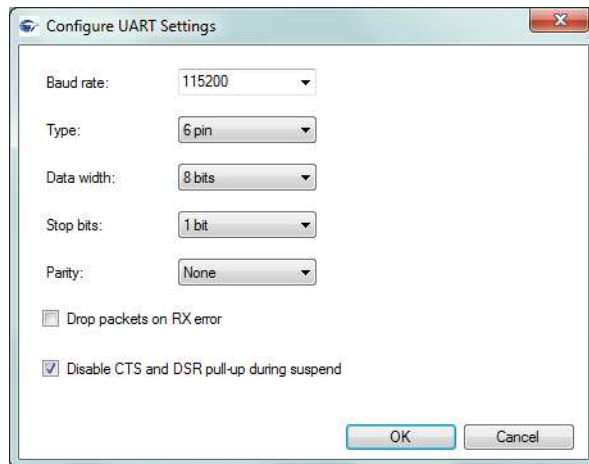 Configure UART Settings
Baud rate: 115200
Type: 6 pin
Data width: 8 bits
Stop bits: 1 bit
Parity: None
Drop packets on RX error
Disable CTS and DSR pull-up during suspend
OK Cancel